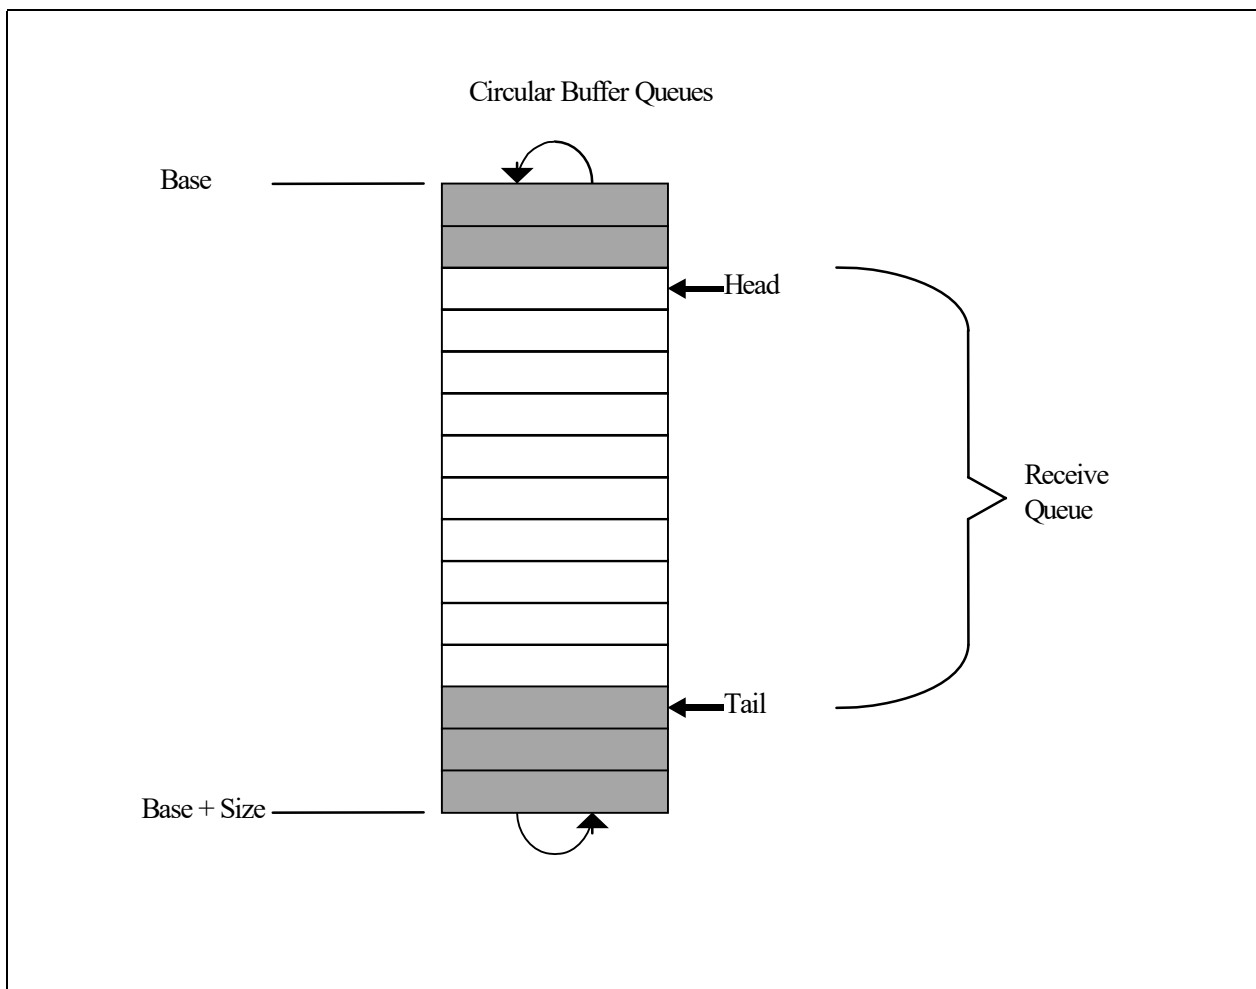 Circular Buffer Queues
Base
Head
Receive
Queue
Tail
Base + Size